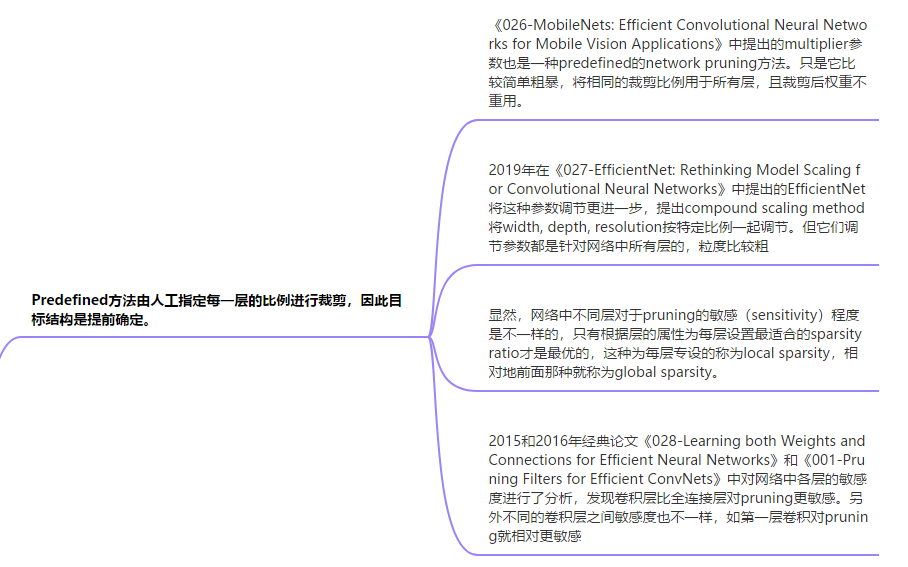 《026-MobileNets: Efficient Convolutional Neural Netwo
rks for Mobile Vision Applications》中提出的multiplier参
数也是一种predefined的network pruning方法。只是它比
较简单粗暴，将相同的裁剪比例用于所有层，且裁剪后权重不
重用。
2019年在《027-EfficientNet: Rethinking Model Scaling f
or Convolutional Neural Networks》中提出的EfficientNet
将这种参数调节更进一步，提出compound scaling method
将width, depth, resolution按特定比例一起调节。但它们调
节参数都是针对网络中所有层的，粒度比较粗
Predefined方法由人工指定每一层的比例进行裁剪，因此目
标结构是提前确定。
显然，网络中不同层对于pruning的敏感（sensitivity）程度
是不一样的，只有根据层的属性为每层设置最适合的sparsity
ratio才是最优的，这种为每层专设的称为local sparsity，相
对地前面那种就称为global sparsity。
2015和2016年经典论文《028-Learning both Weights and
Connections for Efficient Neural Networks》和《001-Pru
ning Filters for Efficient ConvNets》中对网络中各层的敏感
度进行了分析，发现卷积层比全连接层对pruning更敏感。另
外不同的卷积层之间敏感度也不一样，如第一层卷积对prunin
g就相对更敏感